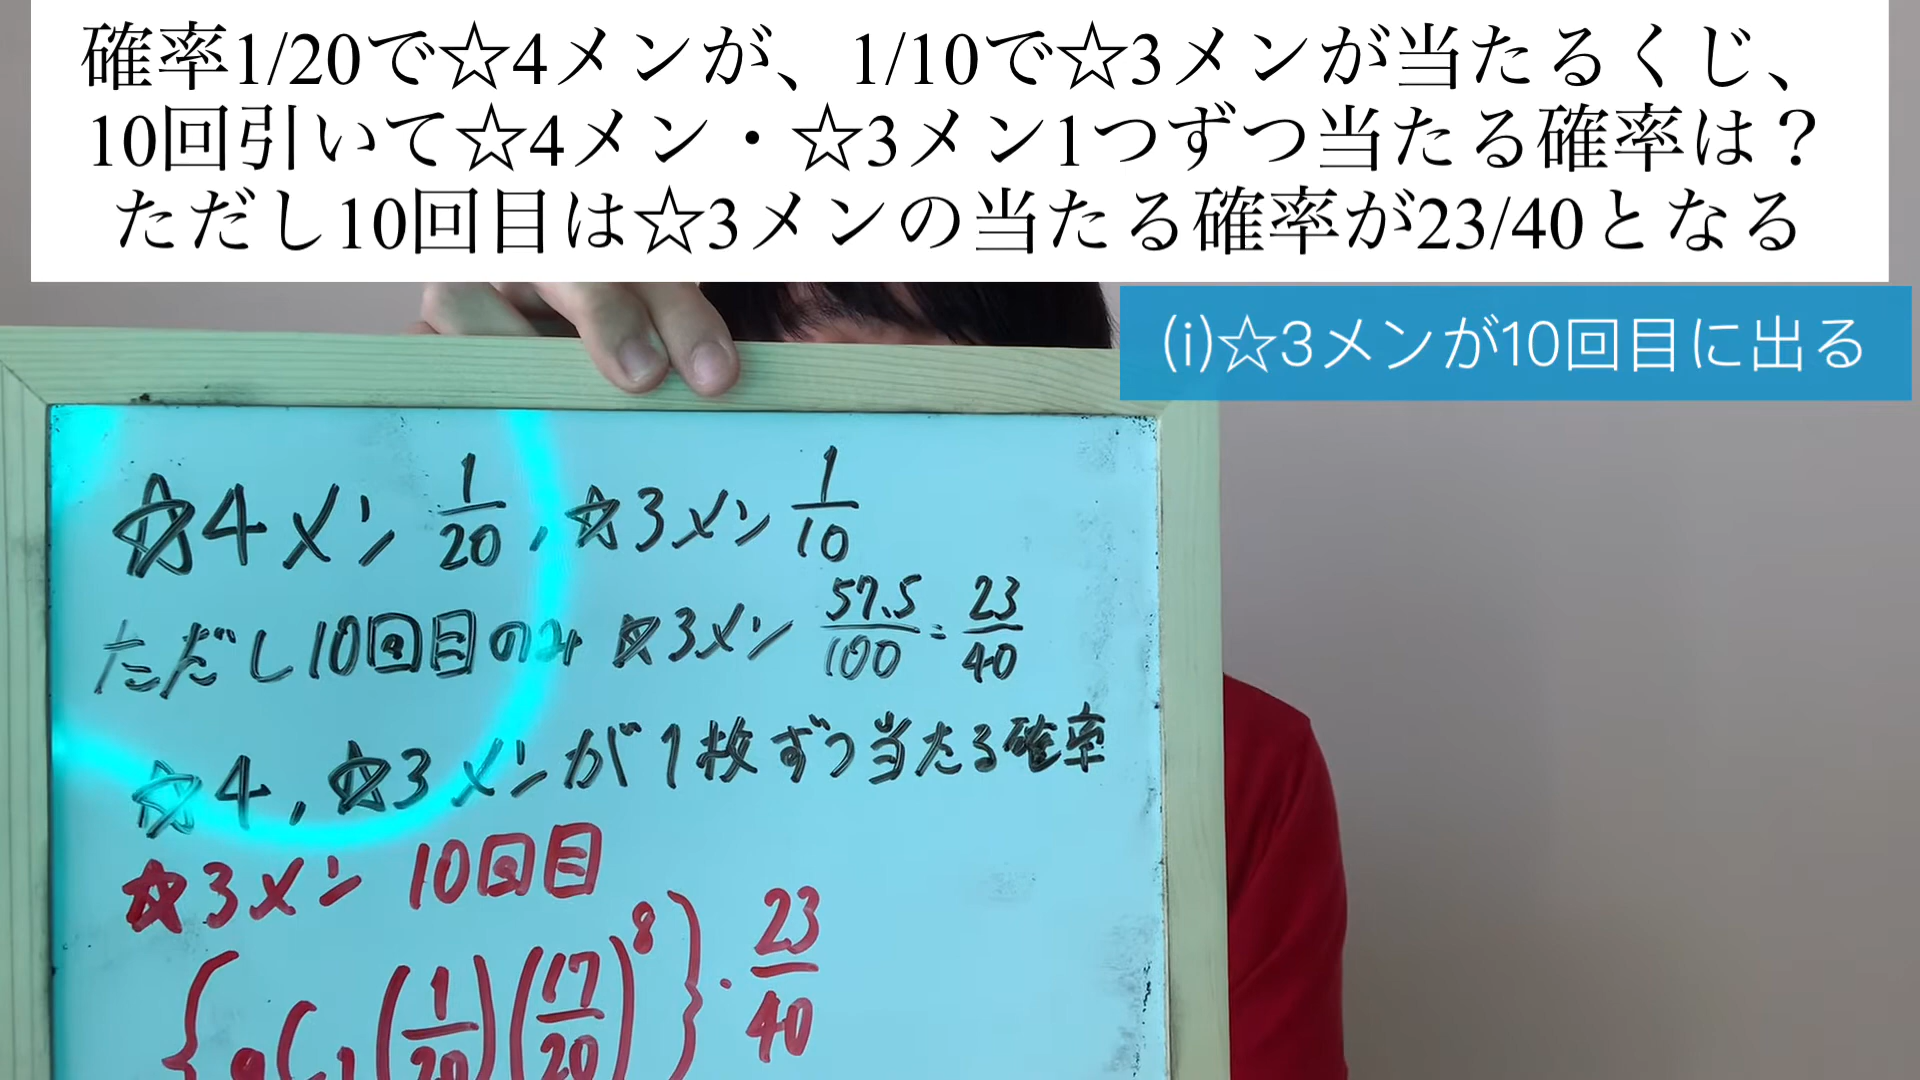 確率1/20で☆4メンが、1/10で☆3メンが当たるくじ、
10回引いて☆4メン・☆3メン1つずつ当たる確率は？
ただし10回目は☆3メンの当たる確率が23/40となる
(i)☆3メンが10回目に出る
☆4メン 1/20, ☆3メン 1/10
ただし10回目のみ ☆3メン 57.5/100 = 23/40
☆4, ☆3メンが1枚ずつ当たる確率
☆3メン 10回目
{₉C₁(1/20)(17/20)⁸}・23/40